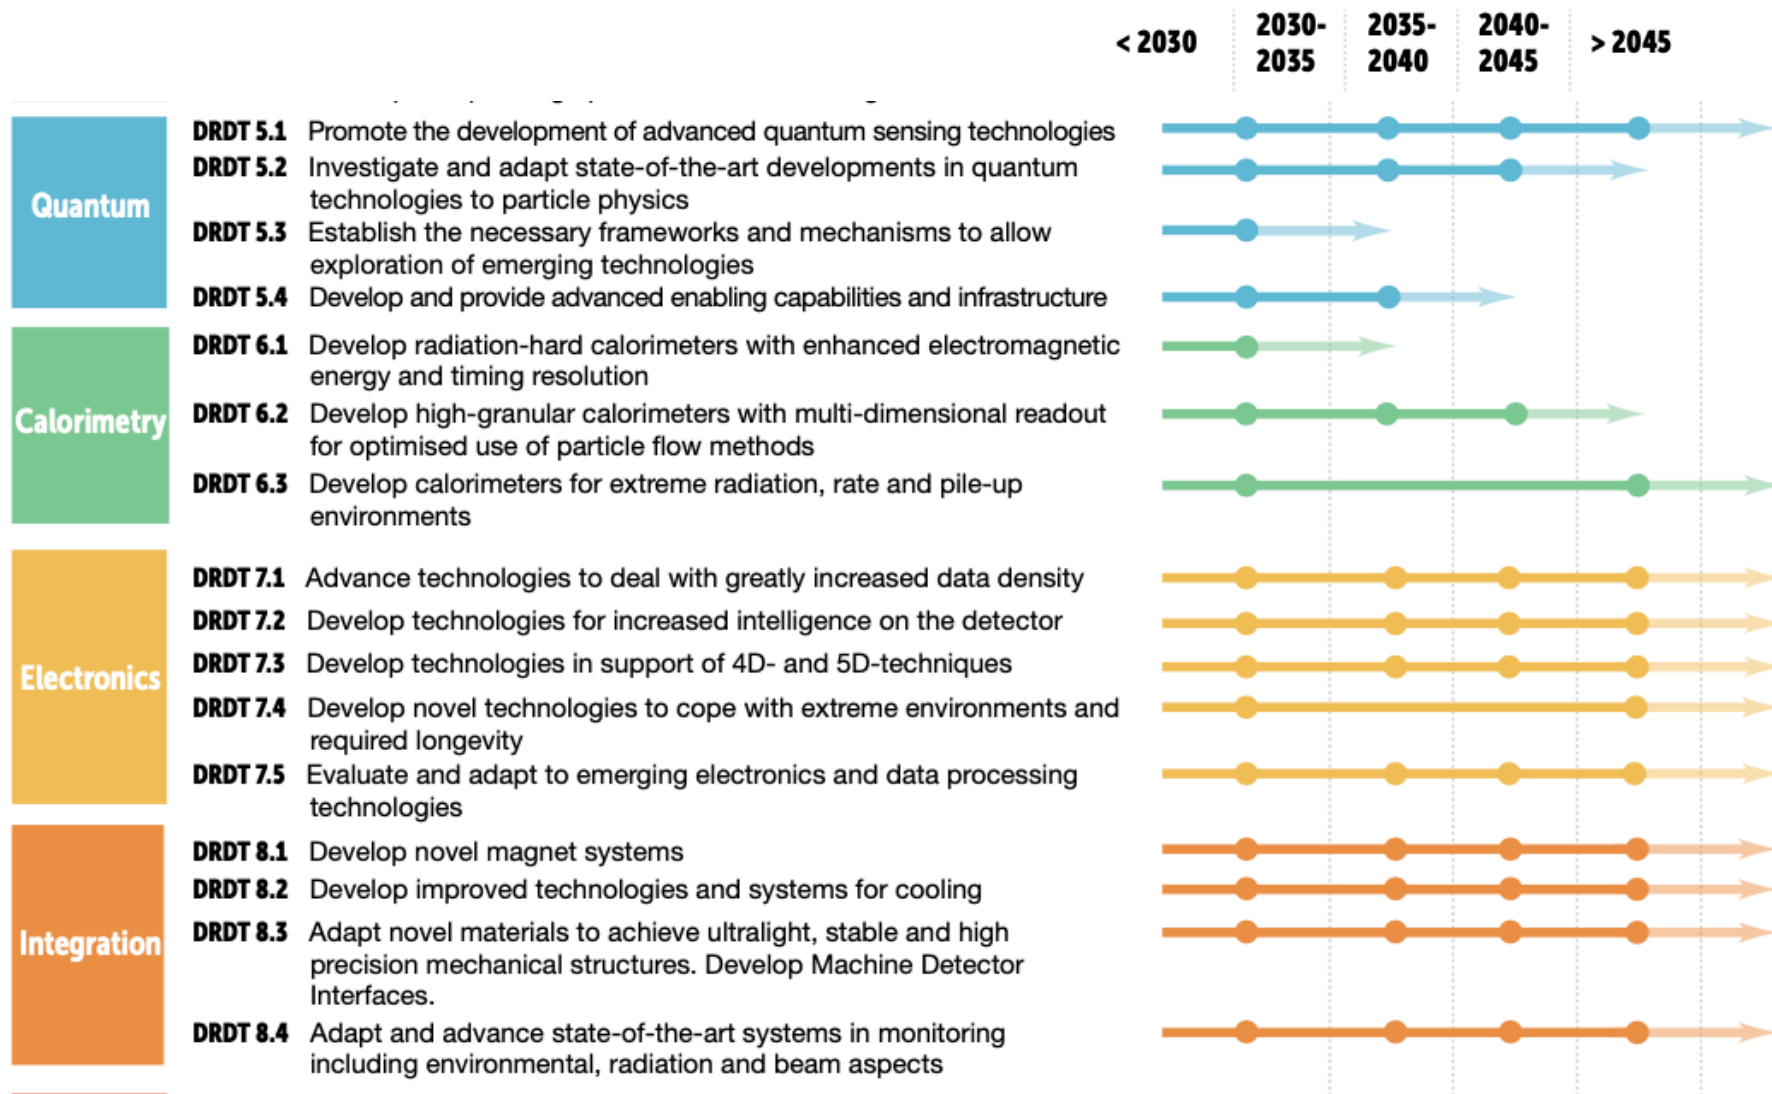 < 2030
2030-
2035
2035-
2040
2040-
2045
> 2045
Quantum
DRDT 5.1 Promote the development of advanced quantum sensing technologies
DRDT 5.2 Investigate and adapt state-of-the-art developments in quantum
technologies to particle physics
DRDT 5.3 Establish the necessary frameworks and mechanisms to allow
exploration of emerging technologies
DRDT 5.4 Develop and provide advanced enabling capabilities and infrastructure
Calorimetry
DRDT 6.1 Develop radiation-hard calorimeters with enhanced electromagnetic
energy and timing resolution
DRDT 6.2 Develop high-granular calorimeters with multi-dimensional readout
for optimised use of particle flow methods
DRDT 6.3 Develop calorimeters for extreme radiation, rate and pile-up
environments
Electronics
DRDT 7.1 Advance technologies to deal with greatly increased data density
DRDT 7.2 Develop technologies for increased intelligence on the detector
DRDT 7.3 Develop technologies in support of 4D- and 5D-techniques
DRDT 7.4 Develop novel technologies to cope with extreme environments and
required longevity
DRDT 7.5 Evaluate and adapt to emerging electronics and data processing
technologies
Integration
DRDT 8.1 Develop novel magnet systems
DRDT 8.2 Develop improved technologies and systems for cooling
DRDT 8.3 Adapt novel materials to achieve ultralight, stable and high
precision mechanical structures. Develop Machine Detector
Interfaces.
DRDT 8.4 Adapt and advance state-of-the-art systems in monitoring
including environmental, radiation and beam aspects